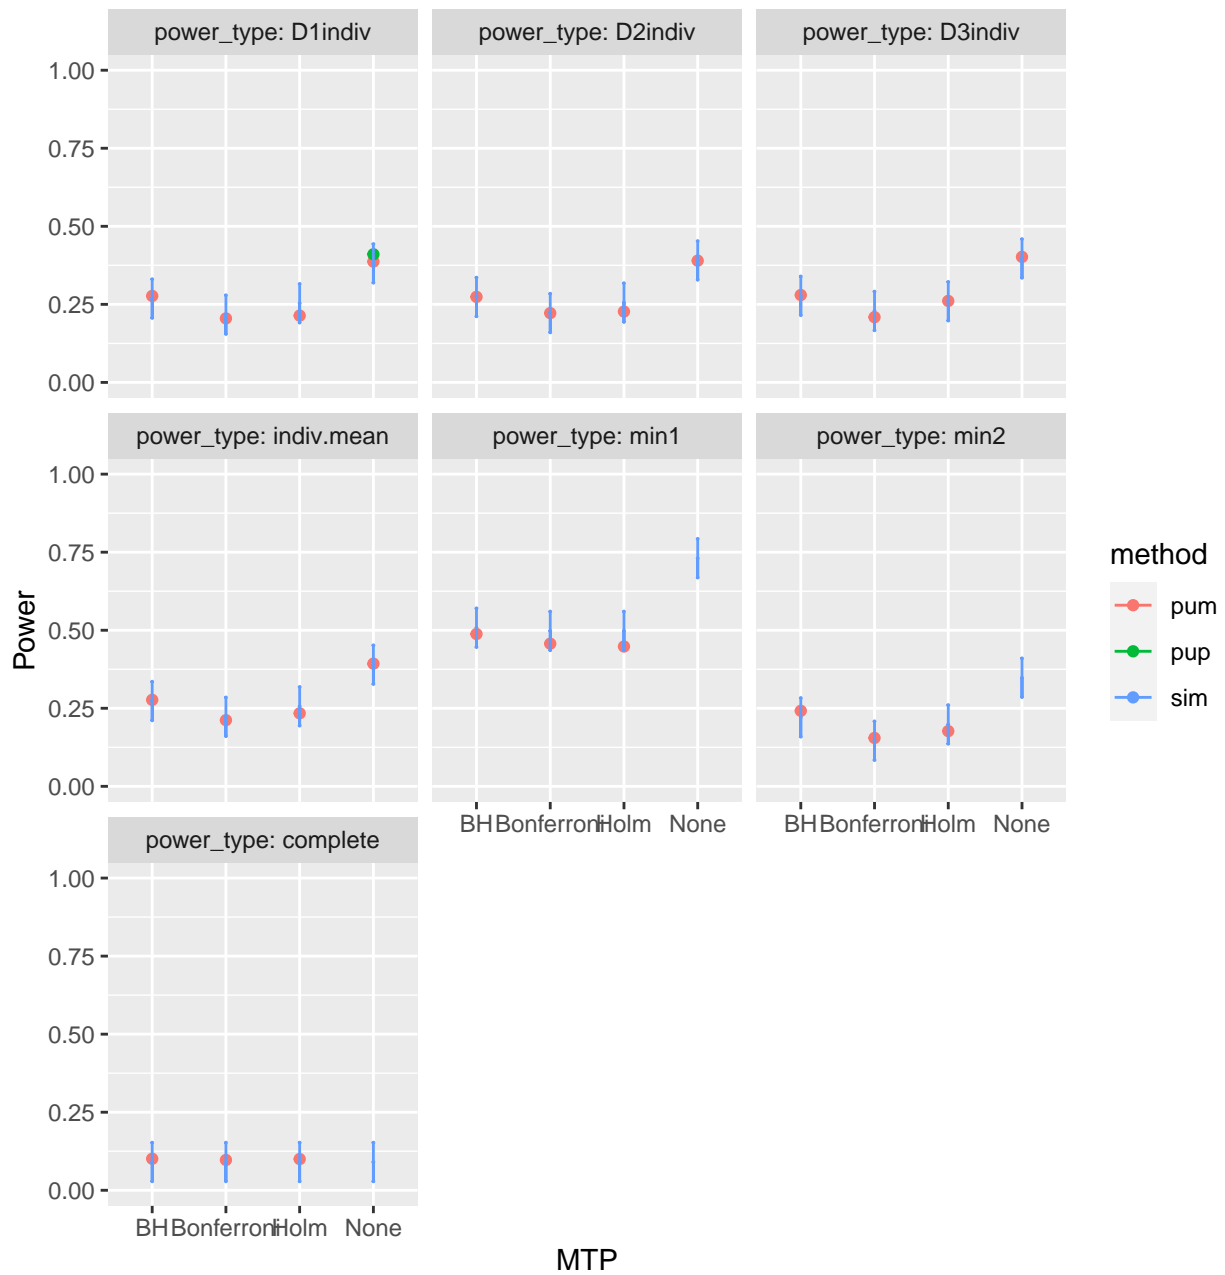 power_type: D1indiv
power_type: D2indiv
power_type: D3indiv
1.00
0.75
0.50
0.25
0.00
power_type: indiv.mean
power_type: min1
power_type: min2
1.00
0.75
0.50
0.25
0.00
BH Bonferroni Holm None
BH Bonferroni Holm None
power_type: complete
1.00
0.75
0.50
0.25
0.00
BH Bonferroni Holm None
MTP
Power
method
pum
pup
sim